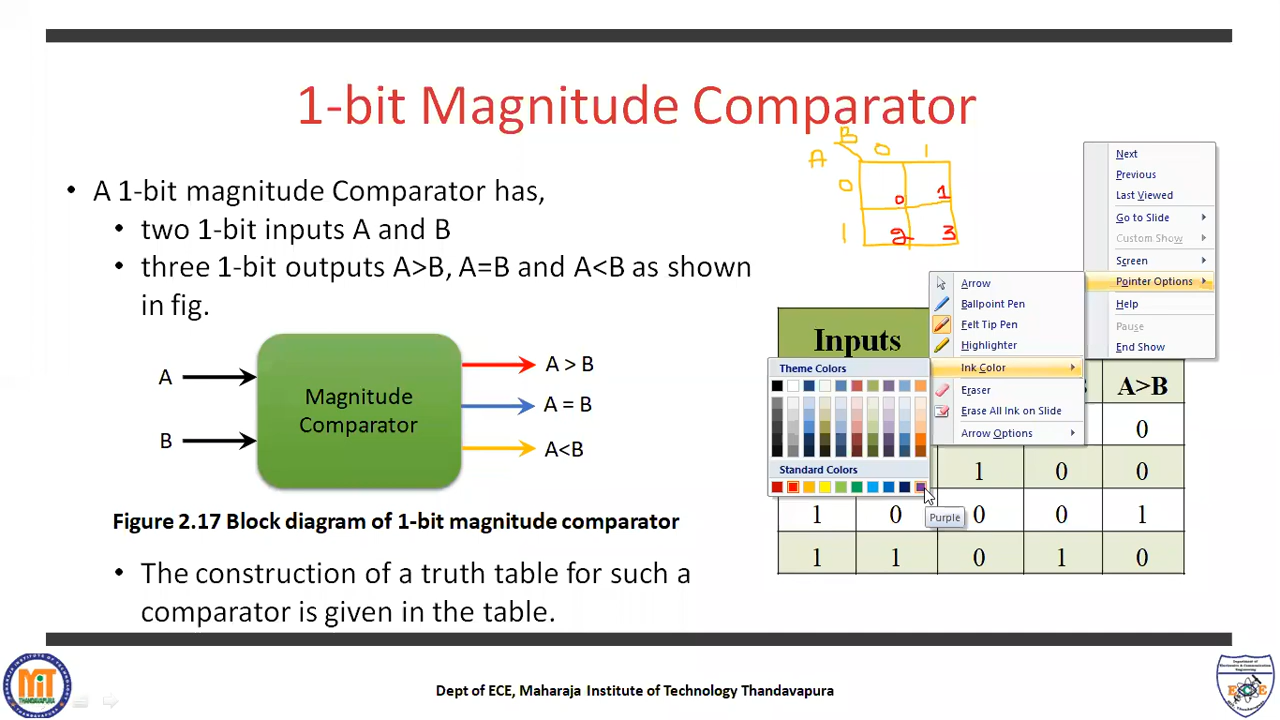 1-bit Magnitude Comparator
• A 1-bit magnitude Comparator has,
• two 1-bit inputs A and B
• three 1-bit outputs A>B, A=B and A<B as shown
in fig.
A
B
Magnitude
Comparator
A > B
A = B
A<B
Figure 2.17 Block diagram of 1-bit magnitude comparator
• The construction of a truth table for such a
comparator is given in the table.
B
A
0 1
0 0 1
1 2 3
Inputs
A>B
0
1 0 0
1 0 0 0 1
1 1 0 1 0
Next
Previous
Last Viewed
Go to Slide
Custom Show
Screen
Pointer Options
Help
Pause
End Show
Arrow
Ballpoint Pen
Felt Tip Pen
Highlighter
Ink Color
Eraser
Erase All Ink on Slide
Arrow Options
Theme Colors
Standard Colors
Purple
MIT
THANDAVAPURA
Dept of ECE, Maharaja Institute of Technology Thandavapura
ECE